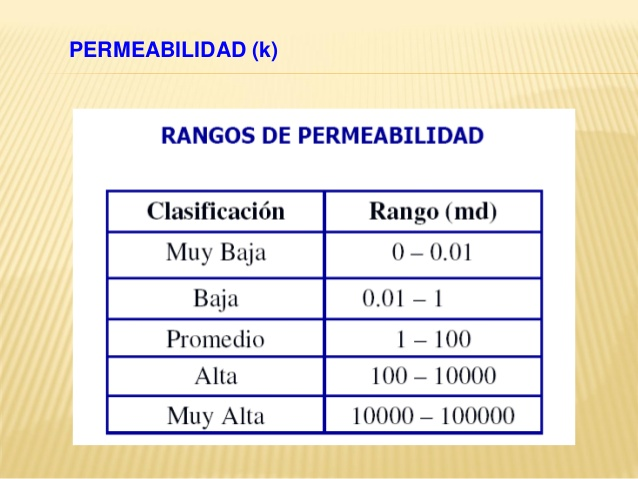 PERMEABILIDAD (k)
RANGOS DE PERMEABILIDAD
Clasificación Rango (md)
Muy Baja 0 – 0.01
Baja 0.01 – 1
Promedio 1 – 100
Alta 100 – 10000
Muy Alta 10000 – 100000